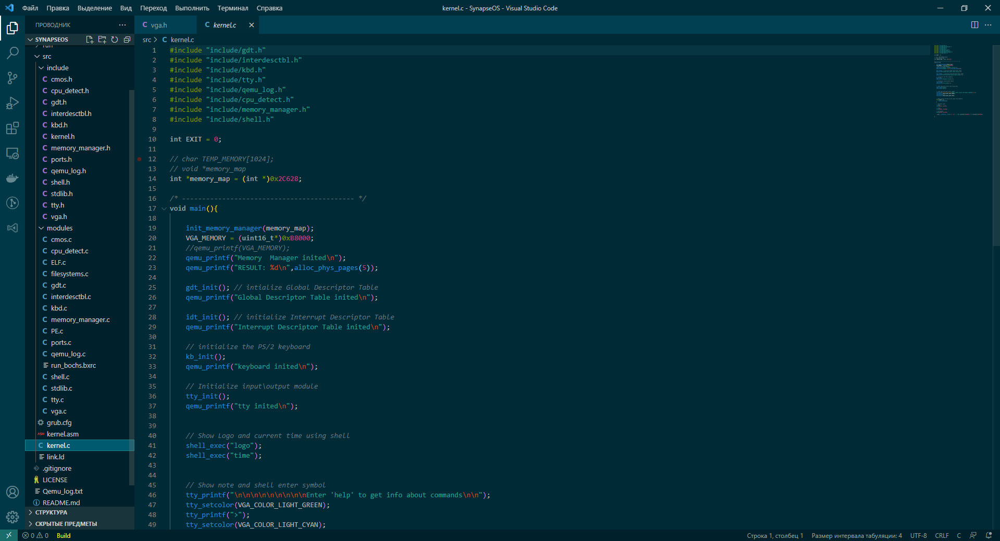 Файл Правка Выделение Вид Переход Выполнить Терминал Справка
kernel.c - SynapseOS - Visual Studio Code
ПРОВОДНИК
SYNAPSEOS
run
src
include
cmos.h
cpu_detect.h
gdt.h
interdesctbl.h
kbd.h
kernel.h
memory_manager.h
ports.h
qemu_log.h
shell.h
stdlib.h
tty.h
vga.h
modules
cmos.c
cpu_detect.c
ELF.c
filesystems.c
gdt.c
interdesctbl.c
kbd.c
memory_manager.c
PE.c
ports.c
qemu_log.c
run_bochs.bxrc
shell.c
stdlib.c
tty.c
vga.c
grub.cfg
ASM kernel.asm
kernel.c
link.ld
.gitignore
LICENSE
Qemu_log.txt
README.md
СТРУКТУРА
СКРЫТЫЕ ПРЕДМЕТЫ
C vga.h
C kernel.c
src > C kernel.c
1 #include "include/gdt.h"
2 #include "include/interdesctbl.h"
3 #include "include/kbd.h"
4 #include "include/tty.h"
5 #include "include/qemu_log.h"
6 #include "include/cpu_detect.h"
7 #include "include/memory_manager.h"
8 #include "include/shell.h"
9
10 int EXIT = 0;
11
12 // char TEMP_MEMORY[1024];
13 // void *memory_map
14 int *memory_map = (int *)0x2C628;
15
16 /* ------------------------------------------- */
17 void main(){
18
19 init_memory_manager(memory_map);
20 VGA_MEMORY = (uint16_t*)0xB8000;
21 //qemu_printf(VGA_MEMORY);
22 qemu_printf("Memory  Manager inited\n");
23 qemu_printf("RESULT: %d\n",alloc_phys_pages(5));
24
25 gdt_init(); // intialize Global Descriptor Table
26 qemu_printf("Global Descriptor Table inited\n");
27
28 idt_init(); // initialize Interrupt Descriptor Table
29 qemu_printf("Interrupt Descriptor Table inited\n");
30
31 // initialize the PS/2 keyboard
32 kb_init();
33 qemu_printf("keyboard inited\n");
34
35 // Initialize input\output module
36 tty_init();
37 qemu_printf("tty inited\n");
38
39
40 // Show Logo and current time using shell
41 shell_exec("logo");
42 shell_exec("time");
43
44
45 // Show note and shell enter symbol
46 tty_printf("\n\n\n\n\n\n\n\n\nEnter 'help' to get info about commands\n\n");
47 tty_setcolor(VGA_COLOR_LIGHT_GREEN);
48 tty_printf(">");
49 tty_setcolor(VGA_COLOR_LIGHT_CYAN);
0 0 Build
Строка 1, столбец 1 Размер интервала табуляции: 4 UTF-8 CRLF C